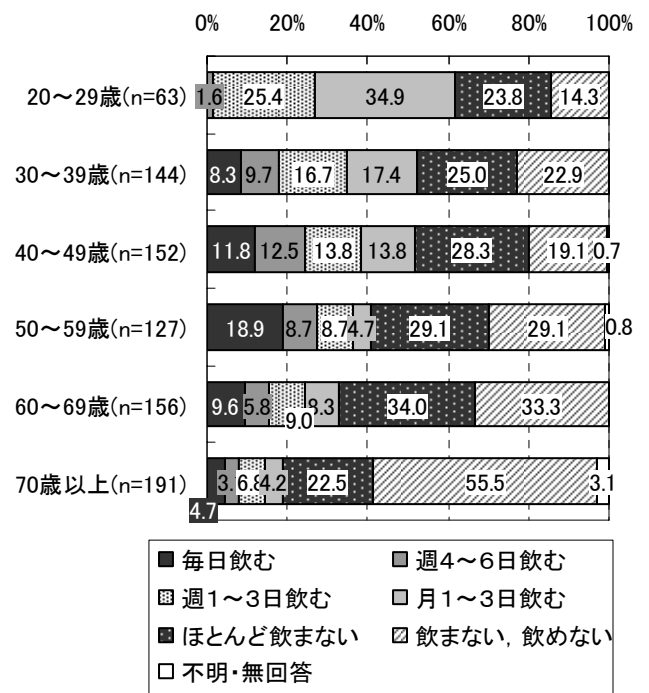 0% 20% 40% 60% 80% 100%
20～29歳(n=63) 1.6 25.4 34.9 23.8 14.3
30～39歳(n=144) 8.3 9.7 16.7 17.4 25.0 22.9
40～49歳(n=152) 11.8 12.5 13.8 13.8 28.3 19.1 0.7
50～59歳(n=127) 18.9 8.7 8.7 4.7 29.1 29.1 0.8
60～69歳(n=156) 9.6 5.8 9.0 8.3 34.0 33.3
70歳以上(n=191) 4.7 3. 6.8 4.2 22.5 55.5 3.1
毎日飲む 週4～6日飲む
週1～3日飲む 月1～3日飲む
ほとんど飲まない 飲まない，飲めない
不明・無回答